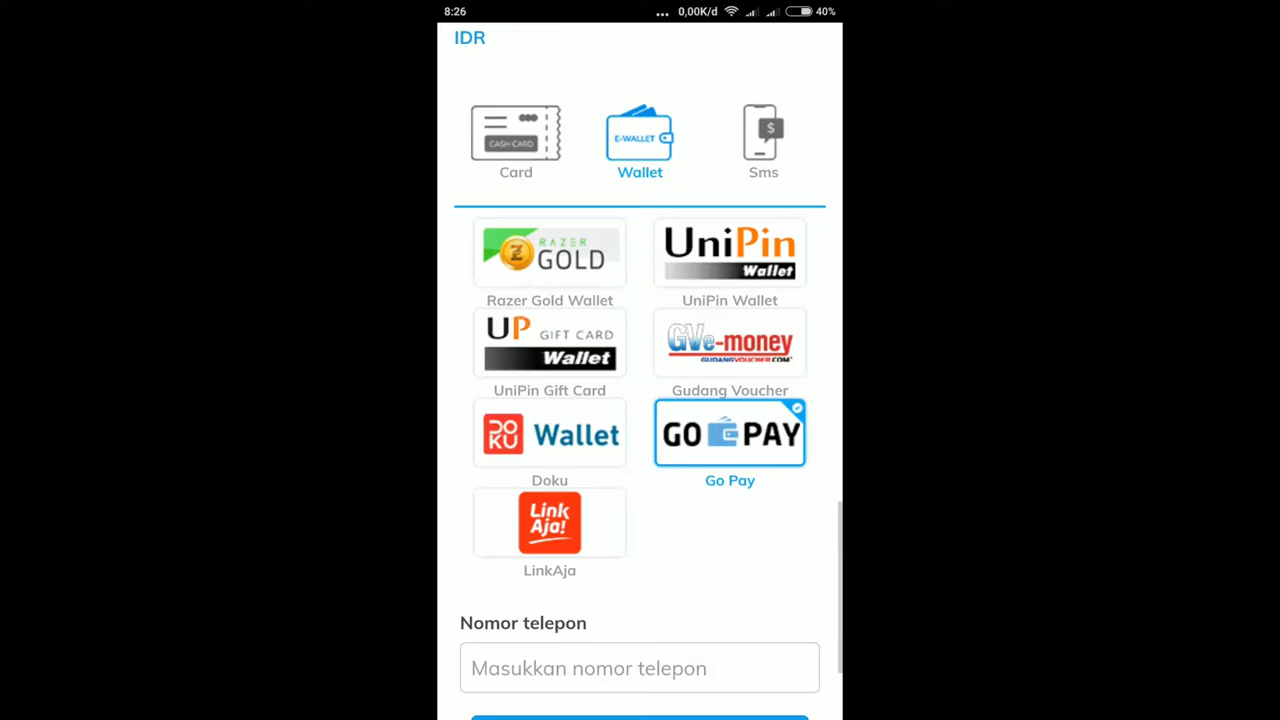 8:26 ... 0,00K/d 40%
IDR
CASH CARD E-WALLET $
Card Wallet Sms
RAZER GOLD UniPin Wallet
Razer Gold Wallet UniPin Wallet
UP GIFT CARD Wallet GVe-money GUDANGVOUCHER.COM
UniPin Gift Card Gudang Voucher
DOKU Wallet GO PAY
Doku Go Pay
Link Aja!
LinkAja
Nomor telepon
Masukkan nomor telepon